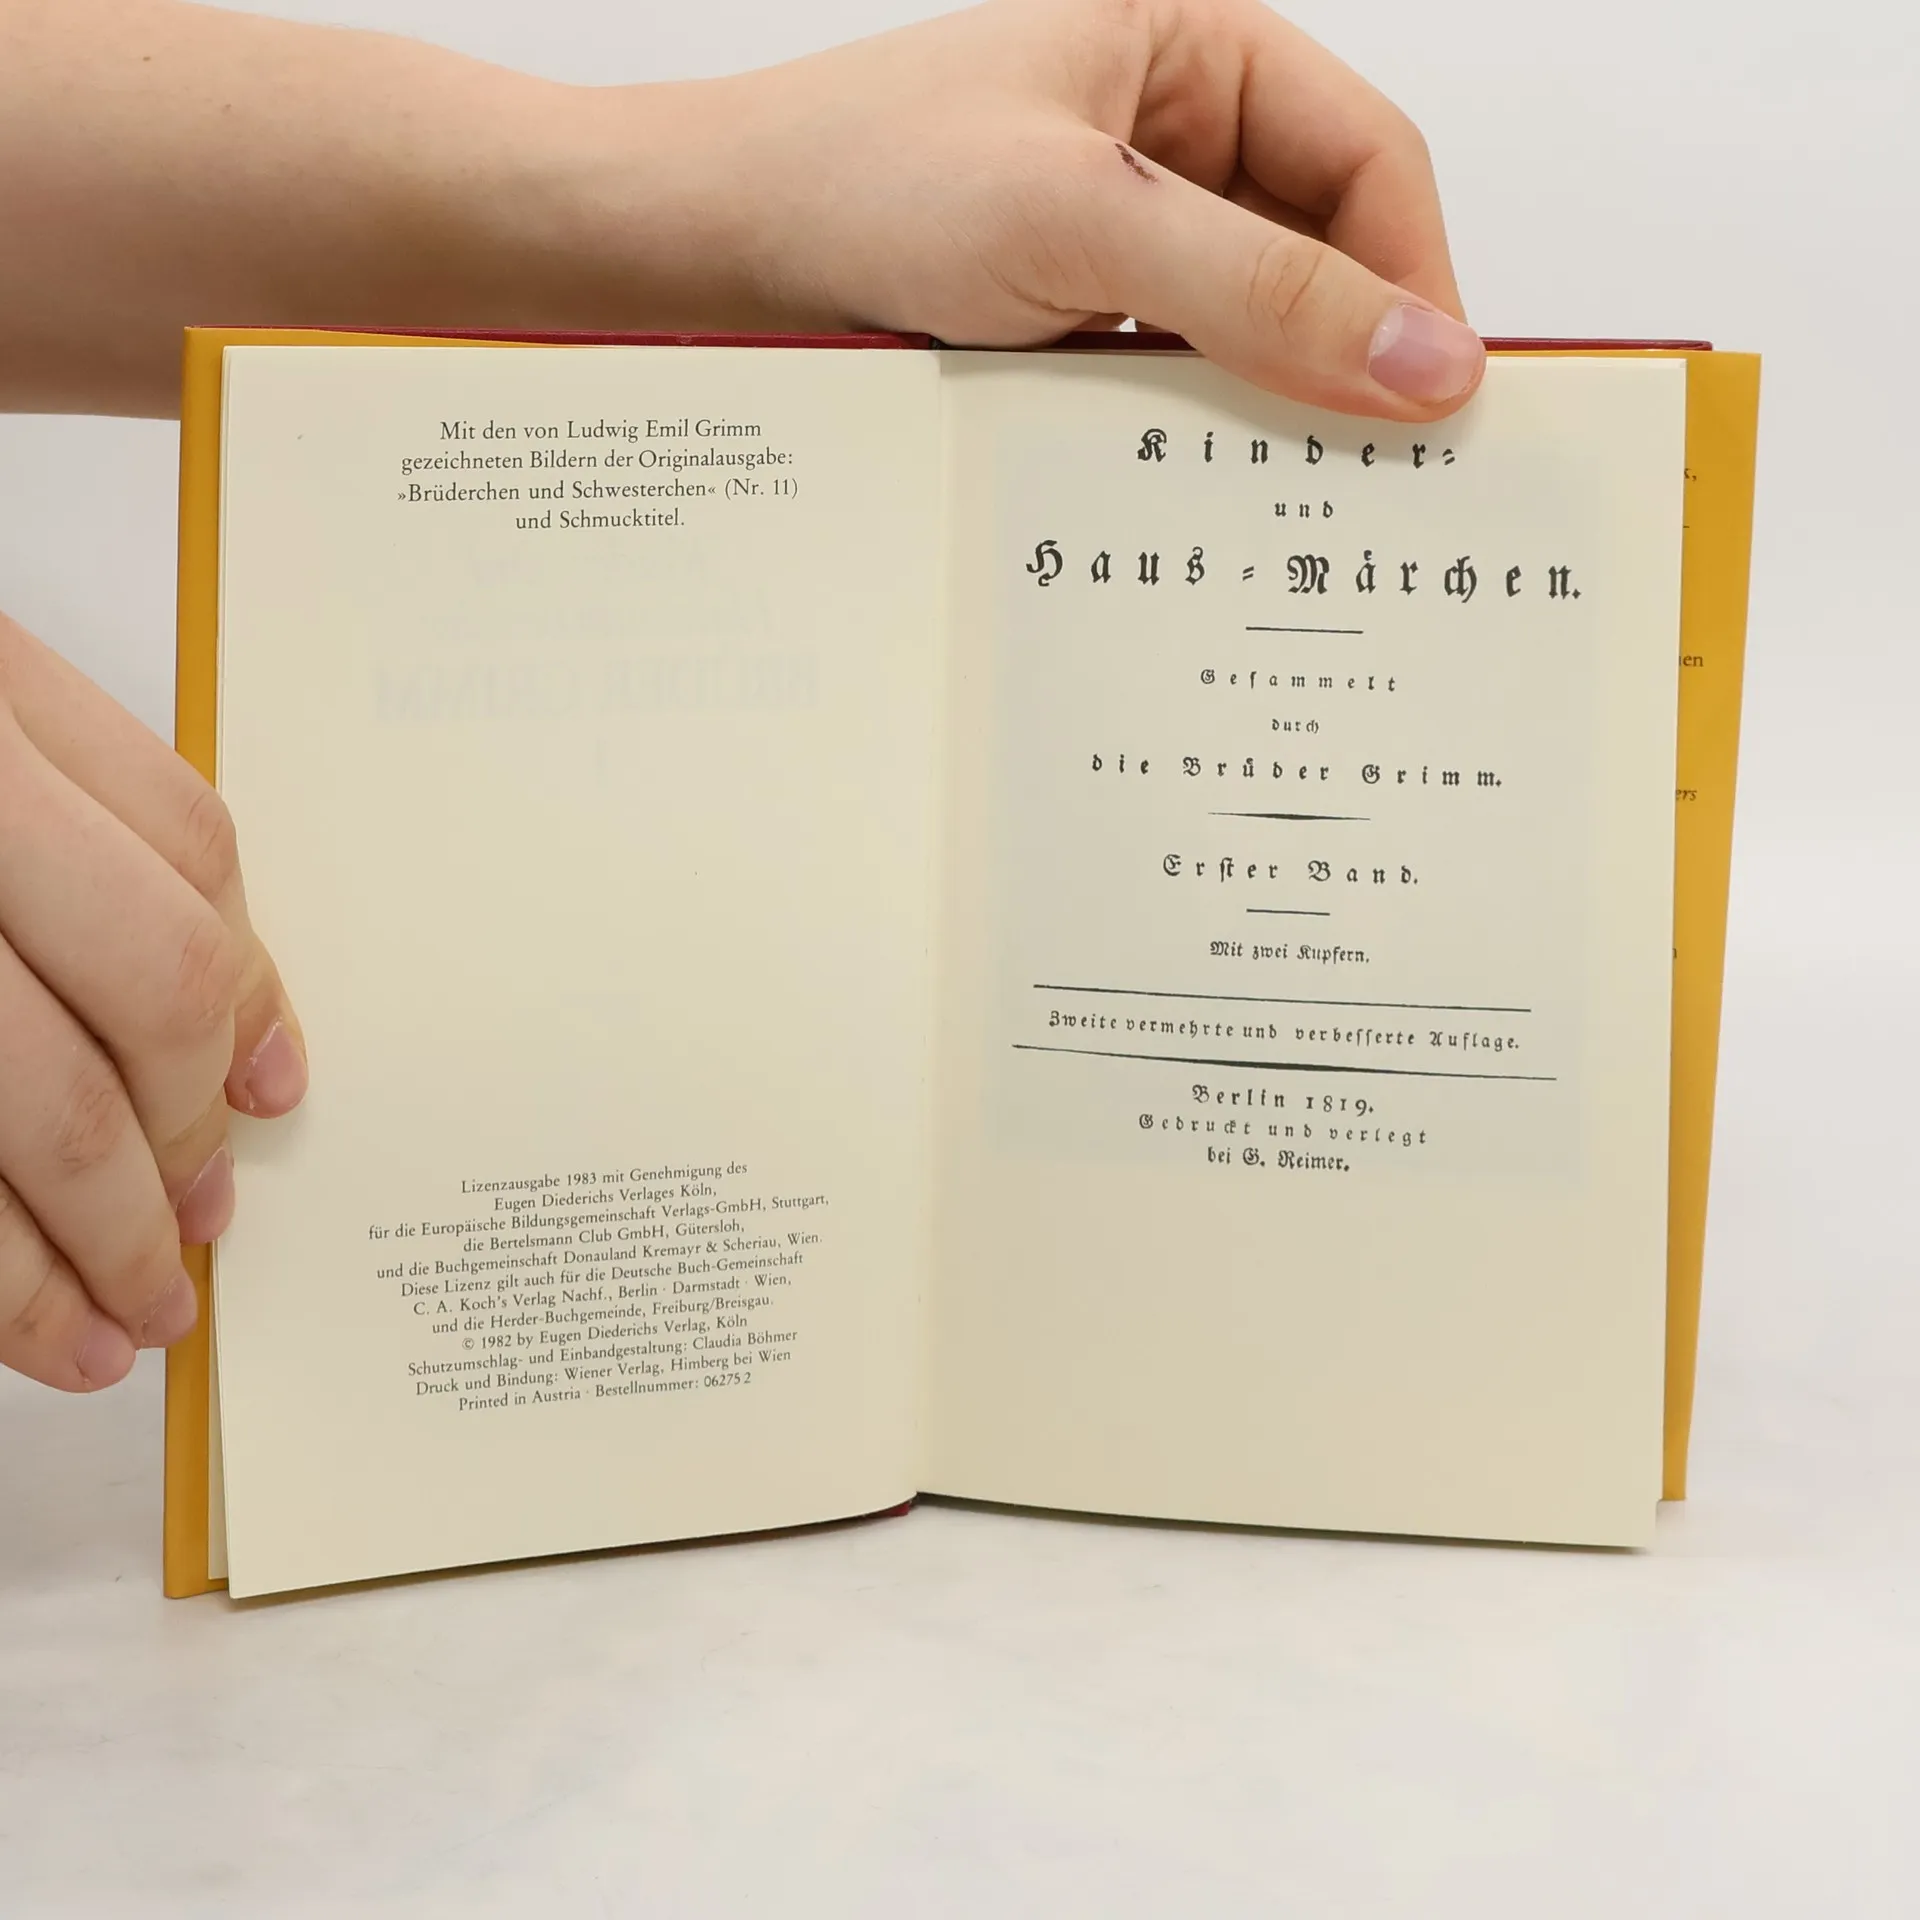 Mit den von Ludwig Emil Grimm
gezeichneten Bildern der Originalausgabe:
»Brüderchen und Schwesterchen« (Nr. 11)
und Schmucktitel.
Lizenzausgabe 1983 mit Genehmigung des
Eugen Diederichs Verlages Köln,
für die Europäische Bildungsgemeinschaft Verlags-GmbH, Stuttgart,
die Bertelsmann Club GmbH, Gütersloh,
und die Buchgemeinschaft Donauland Kremayr & Scheriau, Wien.
Diese Lizenz gilt auch für die Deutsche Buch-Gemeinschaft
C. A. Koch's Verlag Nachf., Berlin · Darmstadt · Wien,
und die Herder-Buchgemeinde, Freiburg/Breisgau.
© 1982 by Eugen Diederichs Verlag, Köln
Schutzumschlag- und Einbandgestaltung: Claudia Böhmer
Druck und Bindung: Wiener Verlag, Himberg bei Wien
Printed in Austria · Bestellnummer: 06275 2
Kinder-
und
Haus-Mårchen.
Geſammelt
durch
die Brůder Grimm.
Erſter Band.
Mit zwei Kupfern.
Zweite vermehrte und verbeſſerte Auflage.
Berlin 1819.
Gedruckt und verlegt
bei G. Reimer.